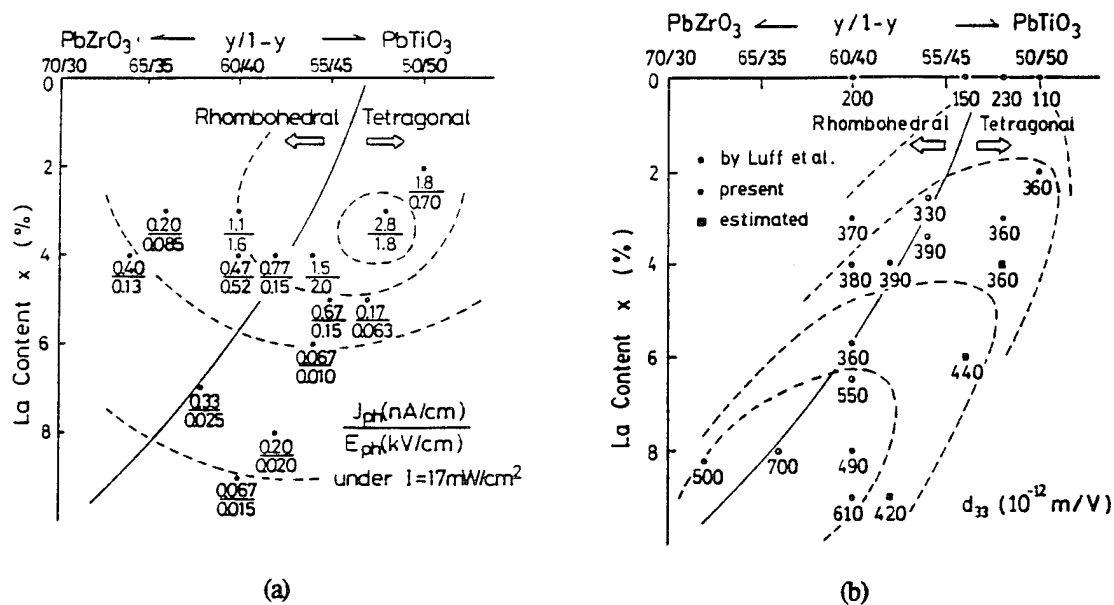 PbZrO3 ← y/1-y → PbTiO3
70/30 65/35 60/40 55/45 50/50
0
Rhombohedral Tetragonal
2
4
6
8
La Content x (%)
1.8
0.70
0.20
0.085
1.1
1.6
2.8
1.8
0.40
0.13
0.47
0.52
0.77
0.15
1.5
2.0
0.67
0.15
0.17
0.063
0.067
0.010
0.33
0.025
0.20
0.020
0.067
0.015
Jph(nA/cm)
Eph(kV/cm)
under I=17mW/cm²
(a)
PbZrO3 ← y/1-y → PbTiO3
70/30 65/35 60/40 55/45 50/50
0
200 150 230 110
Rhombohedral Tetragonal
2
4
6
8
La Content x (%)
• by Luff et al.
• present
▪ estimated
360
330
370 360
390
380 390 360
360 440
550
500 700 490
610 420
d33 (10⁻¹² m/V)
(b)